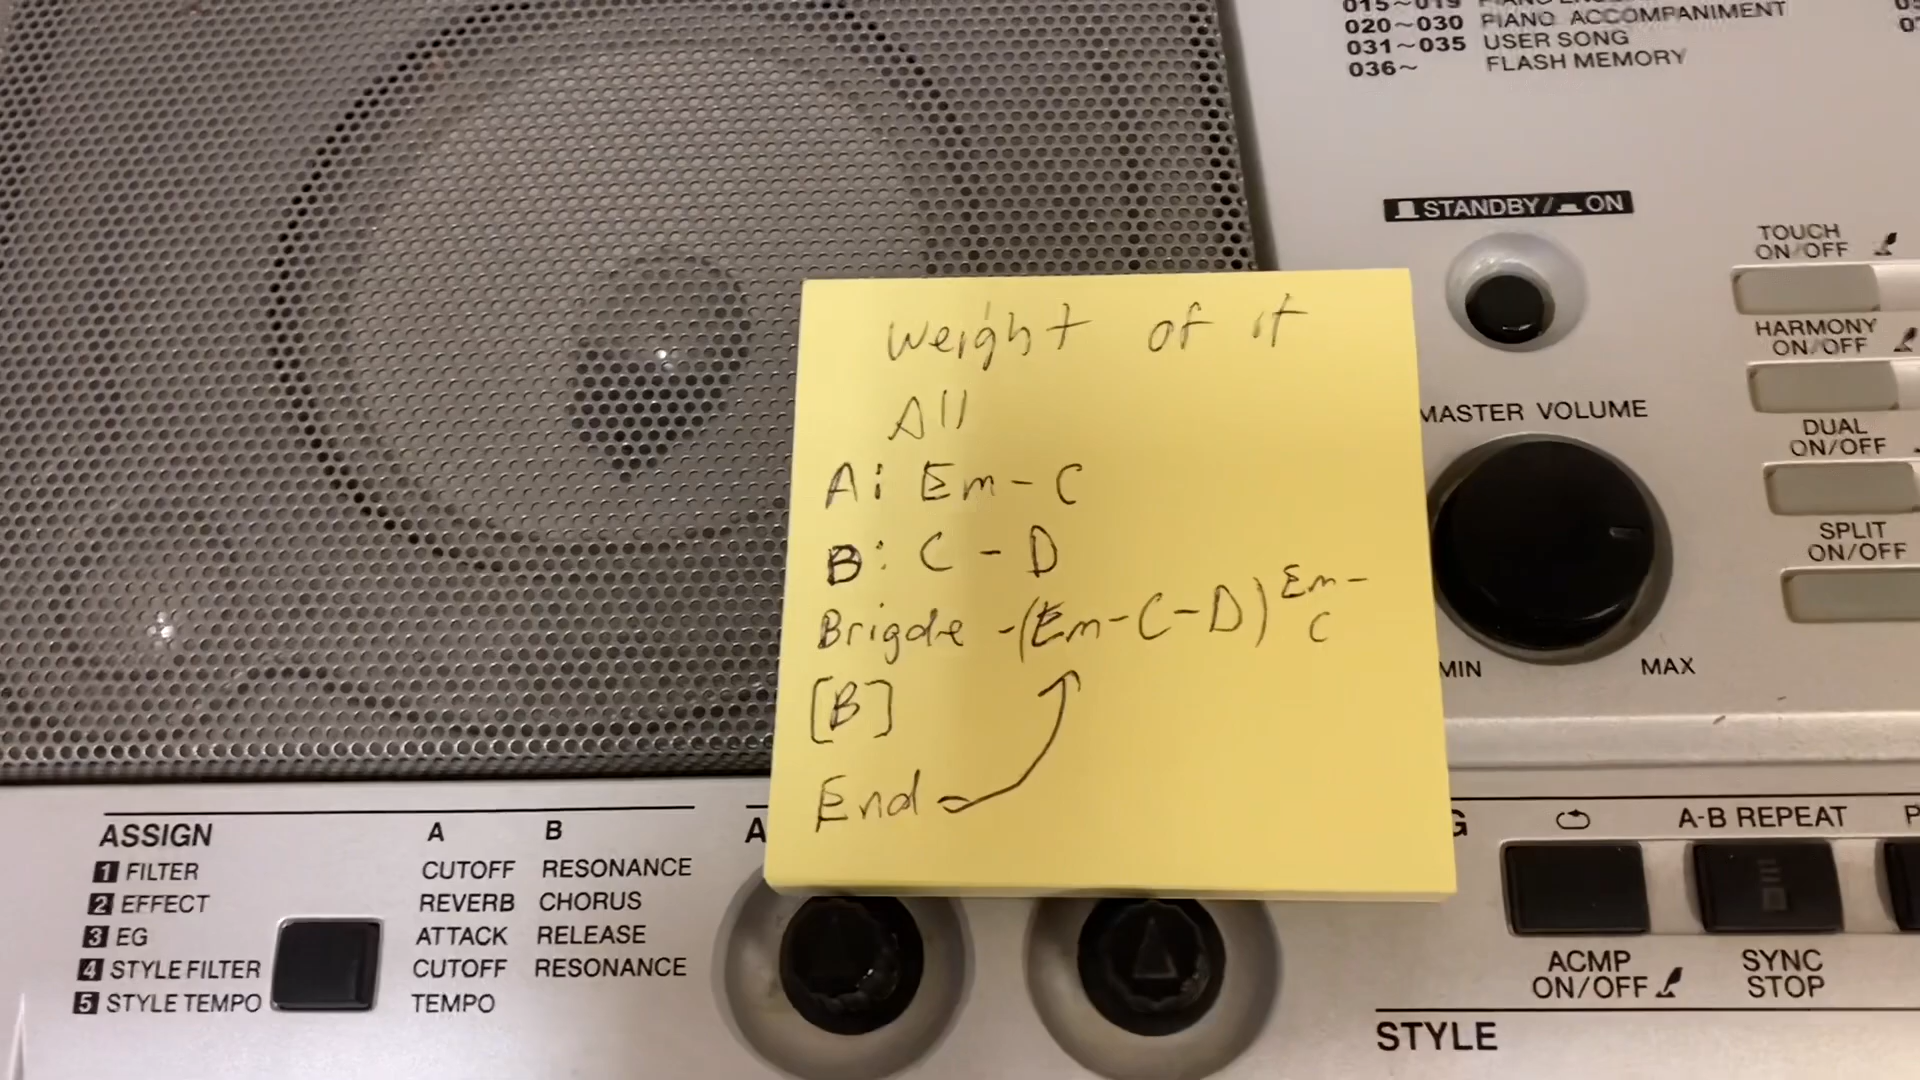 020~030 PIANO ACCOMPANIMENT
031~035 USER SONG
036~ FLASH MEMORY
STANDBY/ ON
TOUCH
ON/OFF
HARMONY
ON/OFF
MASTER VOLUME
DUAL
ON/OFF
SPLIT
ON/OFF
MIN MAX
Weight of it
All
A: Em - C
B: C - D
Brigde -(Em-C-D) Em-
C
[B]
End
ASSIGN A B
1 FILTER CUTOFF RESONANCE
2 EFFECT REVERB CHORUS
3 EG ATTACK RELEASE
4 STYLE FILTER CUTOFF RESONANCE
5 STYLE TEMPO TEMPO
A-B REPEAT
ACMP
ON/OFF
SYNC
STOP
STYLE